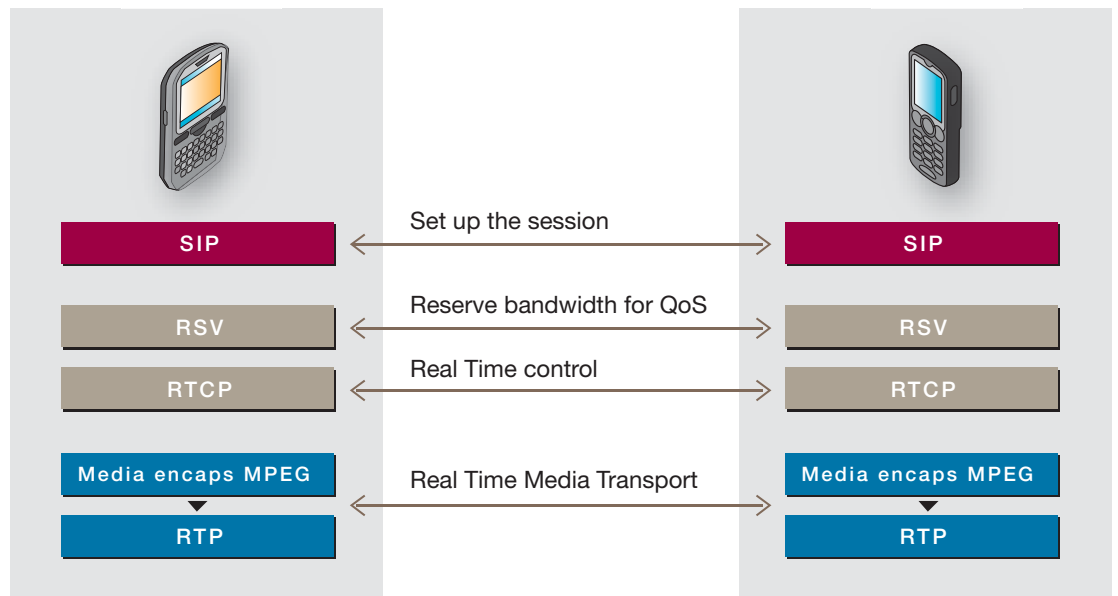 Set up the session
SIP
SIP
Reserve bandwidth for QoS
RSV
RSV
Real Time control
RTCP
RTCP
Media encaps MPEG
Real Time Media Transport
Media encaps MPEG
RTP
RTP